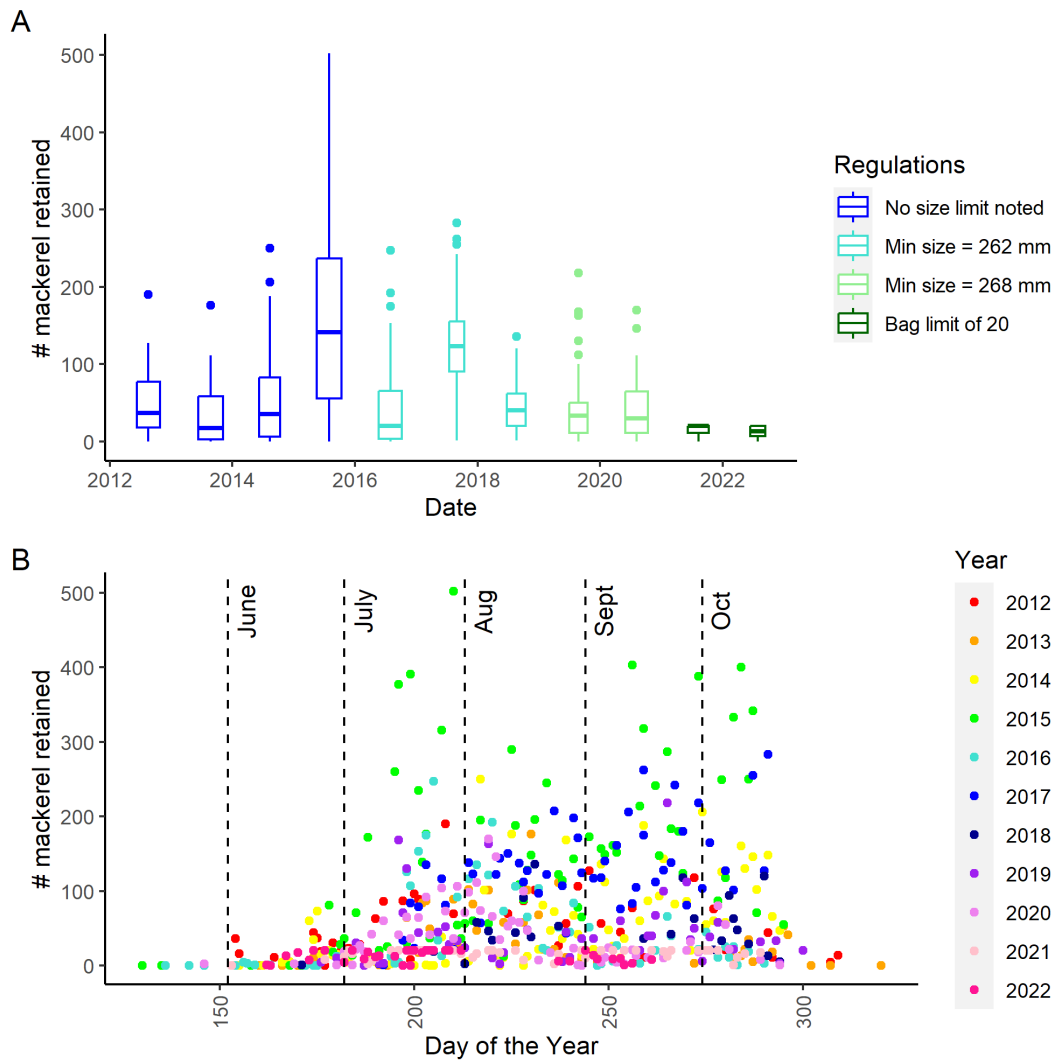 A
# mackerel retained
500
400
300
200
100
0
2012 2014 2016 2018 2020 2022
Date
Regulations
No size limit noted
Min size = 262 mm
Min size = 268 mm
Bag limit of 20
B
# mackerel retained
500
400
300
200
100
0
June July Aug Sept Oct
150 200 250 300
Day of the Year
Year
2012
2013
2014
2015
2016
2017
2018
2019
2020
2021
2022